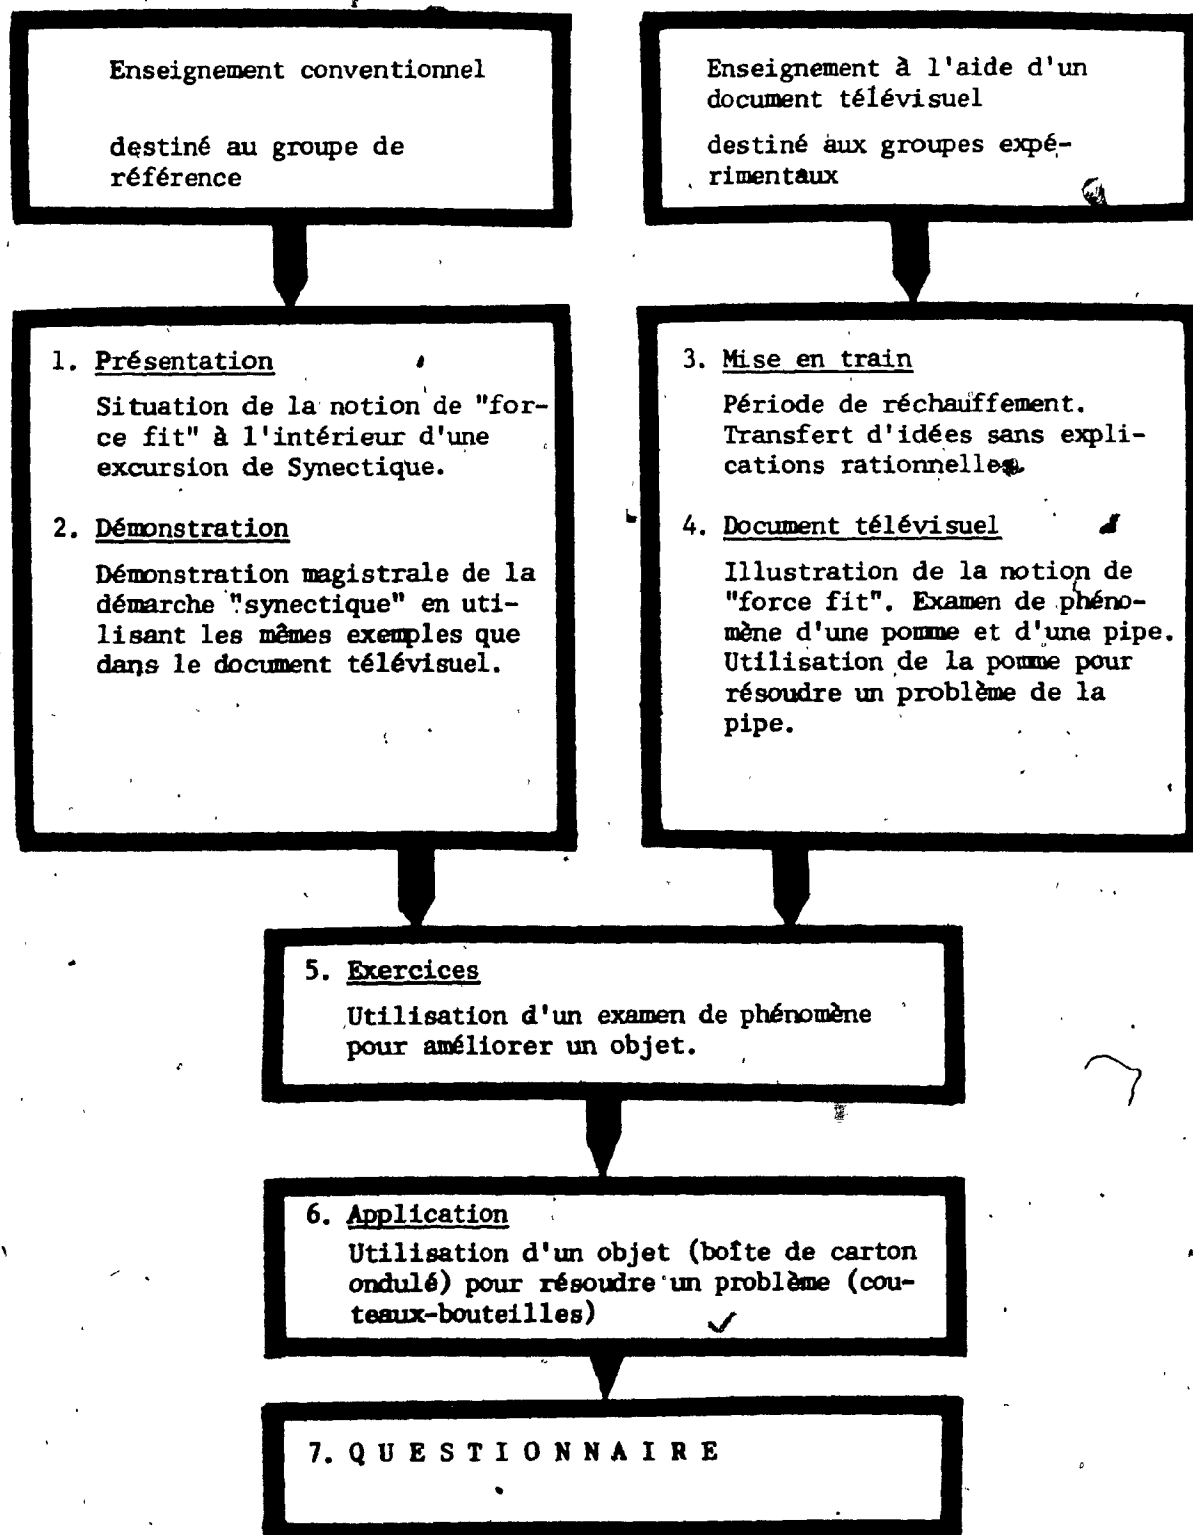 Enseignement conventionnel
destiné au groupe de
référence
Enseignement à l'aide d'un
document télévisuel
destiné aux groupes expé-
rimentaux
1. Présentation
Situation de la notion de "for-
ce fit" à l'intérieur d'une
excursion de Synectique.
2. Démonstration
Démonstration magistrale de la
démarche "synectique" en uti-
lisant les mêmes exemples que
dans le document télévisuel.
3. Mise en train
Période de réchauffement.
Transfert d'idées sans expli-
cations rationnelles.
4. Document télévisuel
Illustration de la notion de
"force fit". Examen de phéno-
mène d'une pomme et d'une pipe.
Utilisation de la pomme pour
résoudre un problème de la
pipe.
5. Exercices
Utilisation d'un examen de phénomène
pour améliorer un objet.
6. Application
Utilisation d'un objet (boîte de carton
ondulé) pour résoudre un problème (cou-
teaux-bouteilles)
7. Q U E S T I O N N A I R E